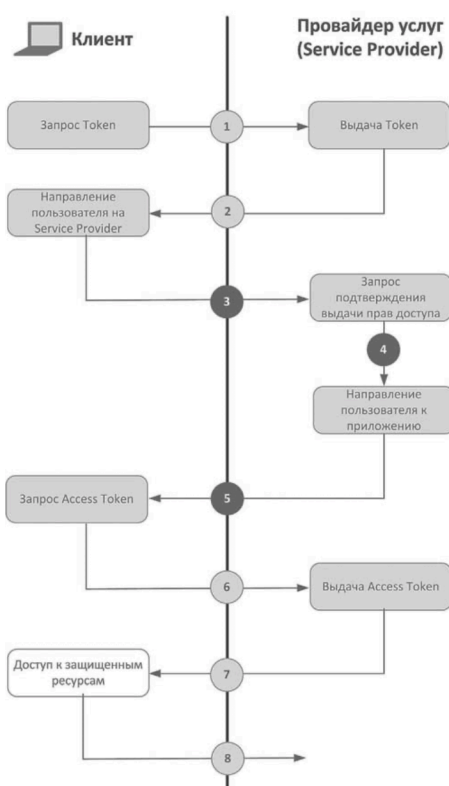 Клиент
Провайдер услуг
(Service Provider)
Запрос Token
1
Выдача Token
Направление
пользователя на
Service Provider
2
3
Запрос
подтверждения
выдачи прав доступа
4
Направление
пользователя к
приложению
Запрос Access Token
5
6
Выдача Access Token
Доступ к защищенным
ресурсам
7
8